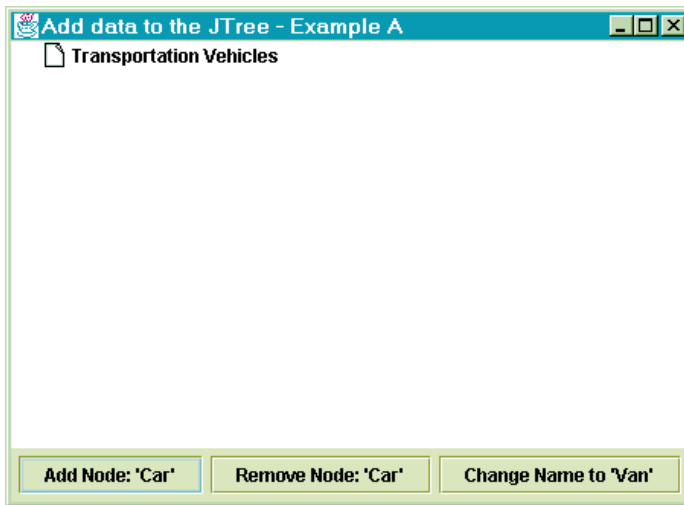 Add data to the JTree - Example A
Transportation Vehicles
Add Node: 'Car' Remove Node: 'Car' Change Name to 'Van'